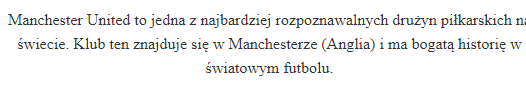 Manchester United to jedna z najbardziej rozpoznawalnych drużyn piłkarskich
świecie. Klub ten znajduje się w Manchesterze (Anglia) i ma bogatą historię w
światowym futbolu.